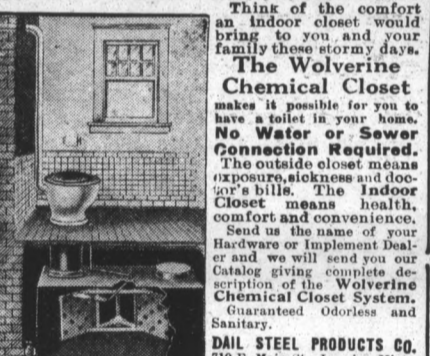 Think of the comfort
an indoor closet would
bring to you and your
family these stormy days.
The Wolverine
Chemical Closet
makes it possible for you to
have a toilet in your home.
No Water or Sewer
Connection Required.
The outside closet means
exposure, sickness and doc-
tor's bills. The Indoor
Closet means health,
comfort and convenience.
Send us the name of your
Hardware or Implement Deal-
er and we will send you our
Catalog giving complete de-
scription of the Wolverine
Chemical Closet System.
Guaranteed Odorless and
Sanitary.
DAIL STEEL PRODUCTS CO.